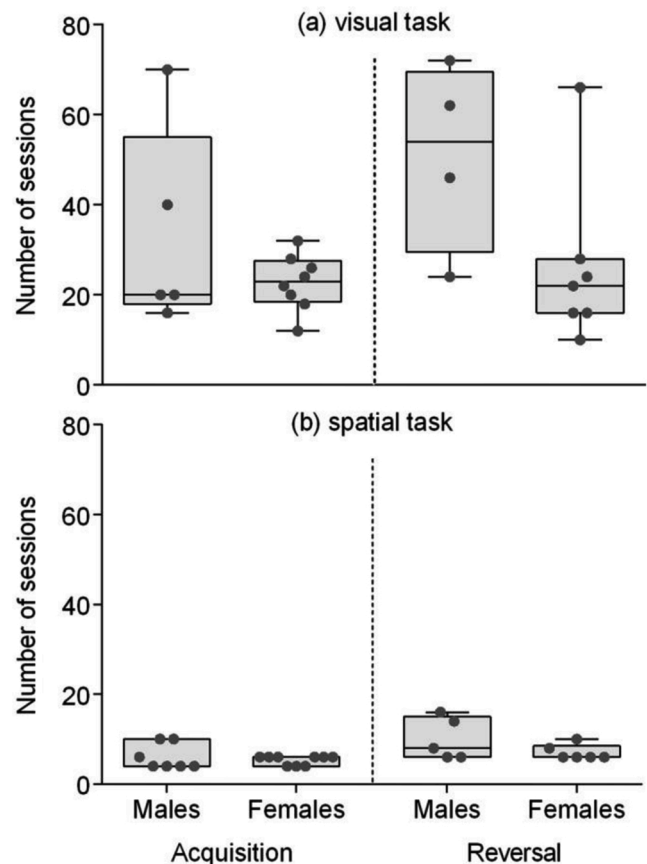 (a) visual task
Number of sessions
80
60
40
20
0
(b) spatial task
Number of sessions
80
60
40
20
0
Males Females Males Females
Acquisition Reversal